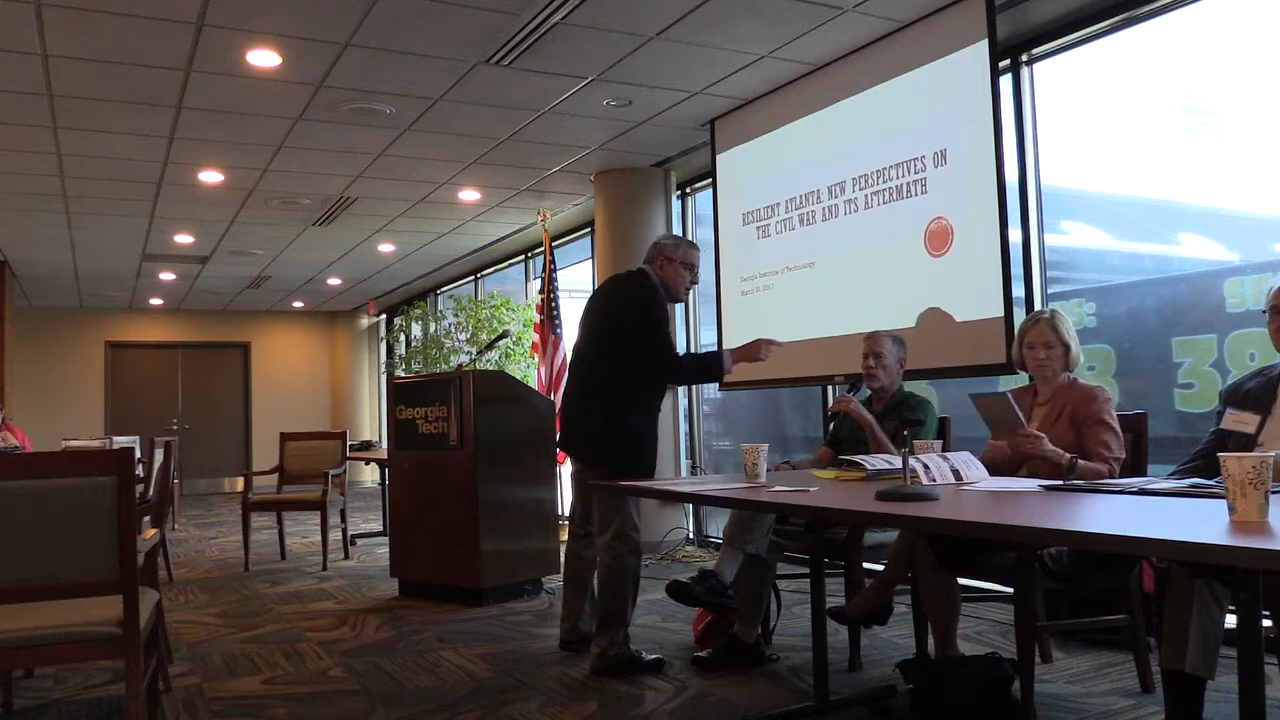 RESILIENT ATLANTA: NEW PERSPECTIVES ON
THE CIVIL WAR AND ITS AFTERMATH
Georgia Institute of Technology
March 30, 2017
Georgia
Tech
38